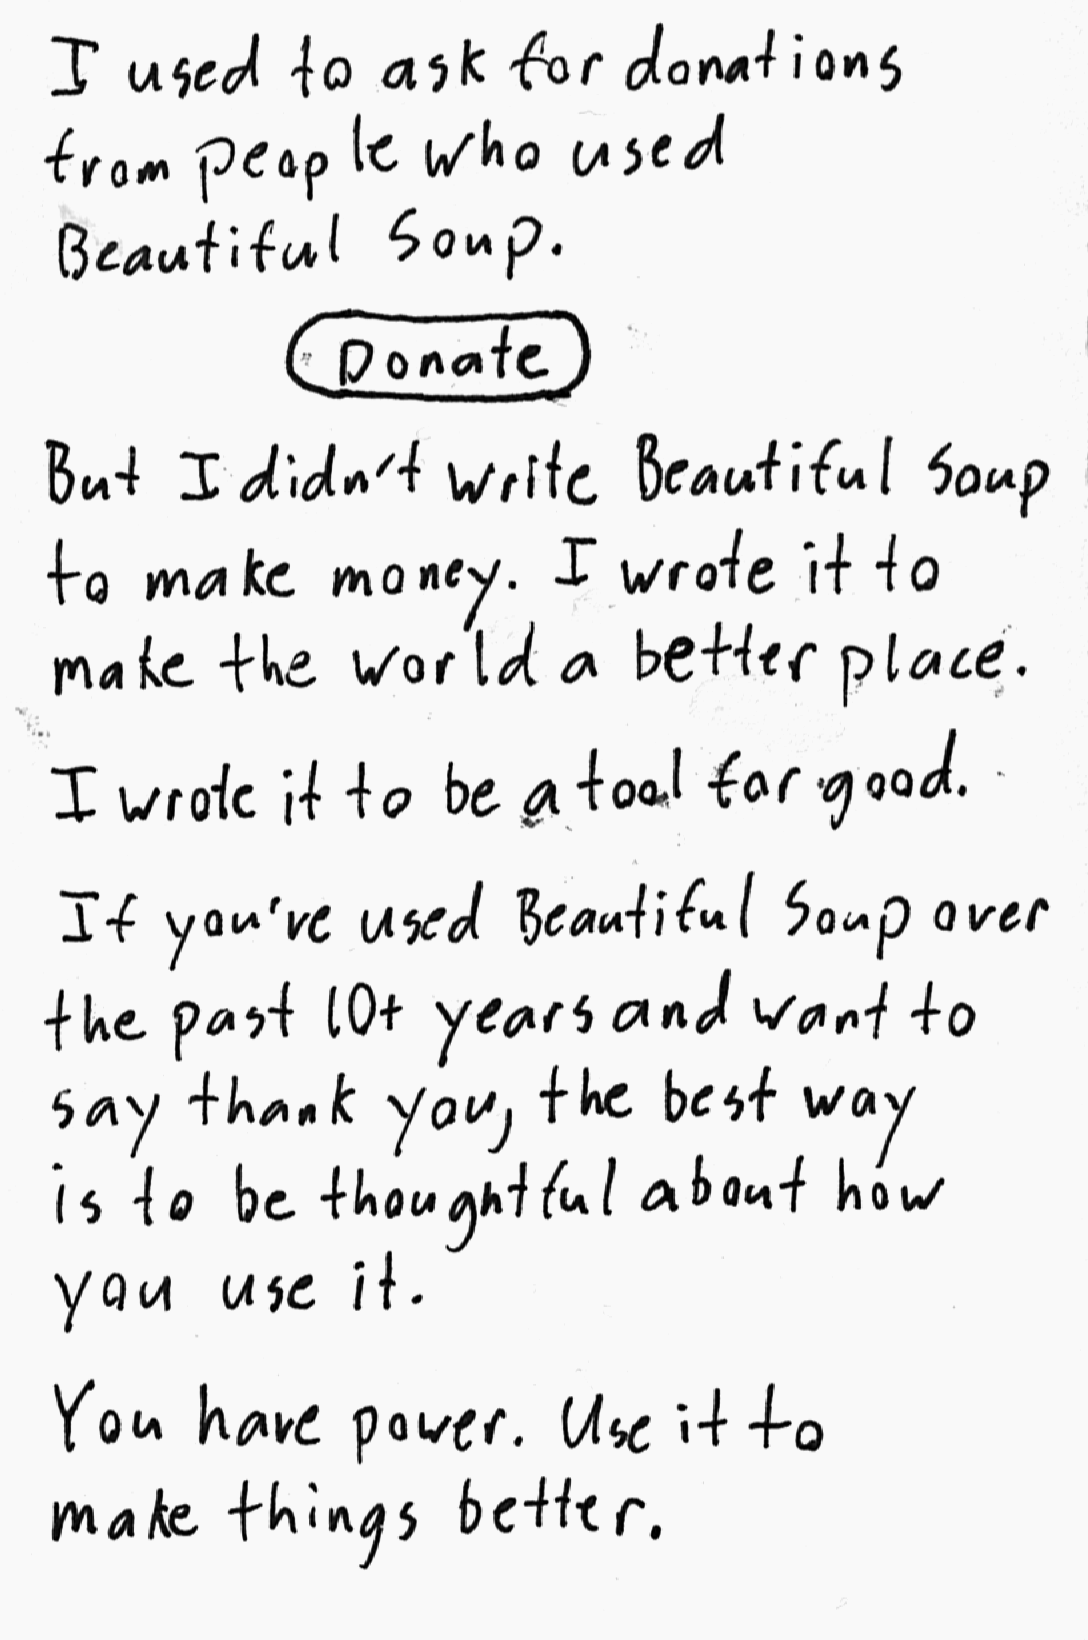 I used to ask for donations
from people who used
Beautiful Soup.
Donate
But I didn't write Beautiful Soup
to make money. I wrote it to
make the world a better place.
I wrote it to be a tool for good.
If you've used Beautiful Soup over
the past 10+ years and want to
say thank you, the best way
is to be thoughtful about how
you use it.
You have power. Use it to
make things better.